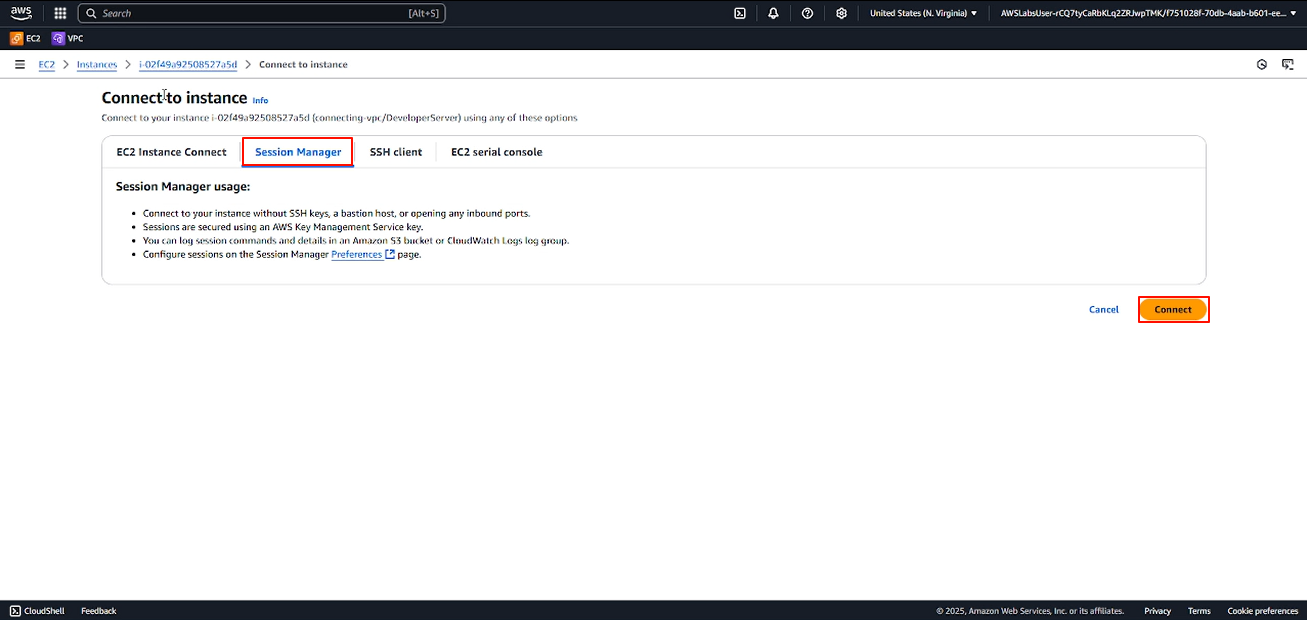 aws
Search [Alt+S]
United States (N. Virginia)
AWSLabsUser-rCQ7tyCaRbKLq2ZRJwpTMK/f751028f-70db-4aab-b601-ee...
EC2 VPC
EC2 > Instances > i-02f49a92508527a5d > Connect to instance
Connect to instance Info
Connect to your instance i-02f49a92508527a5d (connecting-vpc/DeveloperServer) using any of these options
EC2 Instance Connect Session Manager SSH client EC2 serial console
Session Manager usage:
• Connect to your instance without SSH keys, a bastion host, or opening any inbound ports.
• Sessions are secured using an AWS Key Management Service key.
• You can log session commands and details in an Amazon S3 bucket or CloudWatch Logs log group.
• Configure sessions on the Session Manager Preferences page.
Cancel Connect
CloudShell Feedback © 2025, Amazon Web Services, Inc. or its affiliates. Privacy Terms Cookie preferences